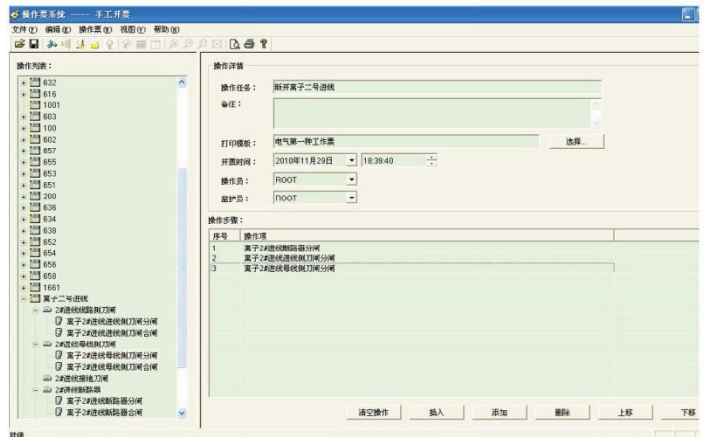 操作票系统 ---- 手工开票
文件(F) 编辑(E) 操作票(V) 视图(V) 帮助(H)
操作列表：
632
616
1001
603
100
602
657
655
653
651
200
636
634
638
652
654
656
658
1661
离子二号进线
2#进线线路侧刀闸
离子2#进线进线侧刀闸分闸
离子2#进线进线侧刀闸合闸
2#进线母线侧刀闸
离子2#进线母线侧刀闸分闸
离子2#进线母线侧刀闸合闸
2#进线接地刀闸
2#进线断路器
离子2#进线断路器分闸
离子2#进线断路器合闸
操作详情
操作任务： 断开离子二号进线
备注：
打印模板： 电气第一种工作票 选择...
开票时间： 2010年11月29日 18:39:40
操作员： ROOT
监护员： ROOT
操作步骤：
序号 操作项
1 离子2#进线断路器分闸
2 离子2#进线进线侧刀闸分闸
3 离子2#进线母线侧刀闸分闸
清空操作 插入 添加 删除 上移 下移
就绪